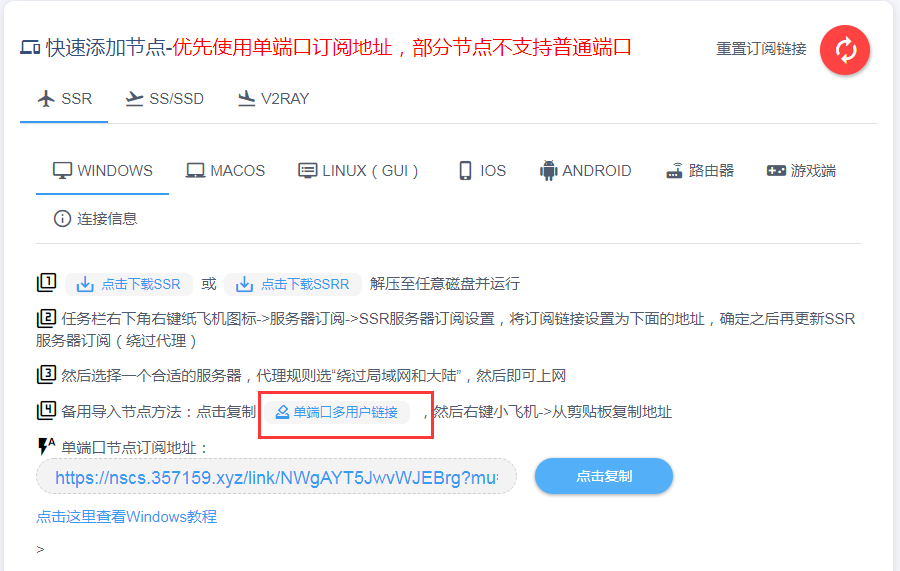 快速添加节点-优先使用单端口订阅地址，部分节点不支持普通端口
重置订阅链接
SSR SS/SSD V2RAY
WINDOWS MACOS LINUX（GUI） IOS ANDROID 路由器 游戏端
连接信息
1 点击下载SSR 或 点击下载SSRR 解压至任意磁盘并运行
2 任务栏右下角右键纸飞机图标->服务器订阅->SSR服务器订阅设置，将订阅链接设置为下面的地址，确定之后再更新SSR
服务器订阅（绕过代理）
3 然后选择一个合适的服务器，代理规则选“绕过局域网和大陆”，然后即可上网
4 备用导入节点方法：点击复制 单端口多用户链接 ，然后右键小飞机->从剪贴板复制地址
A 单端口节点订阅地址：
https://nscs.357159.xyz/link/NWgAYT5JwvWJEBrg?mu=
点击复制
点击这里查看Windows教程
>